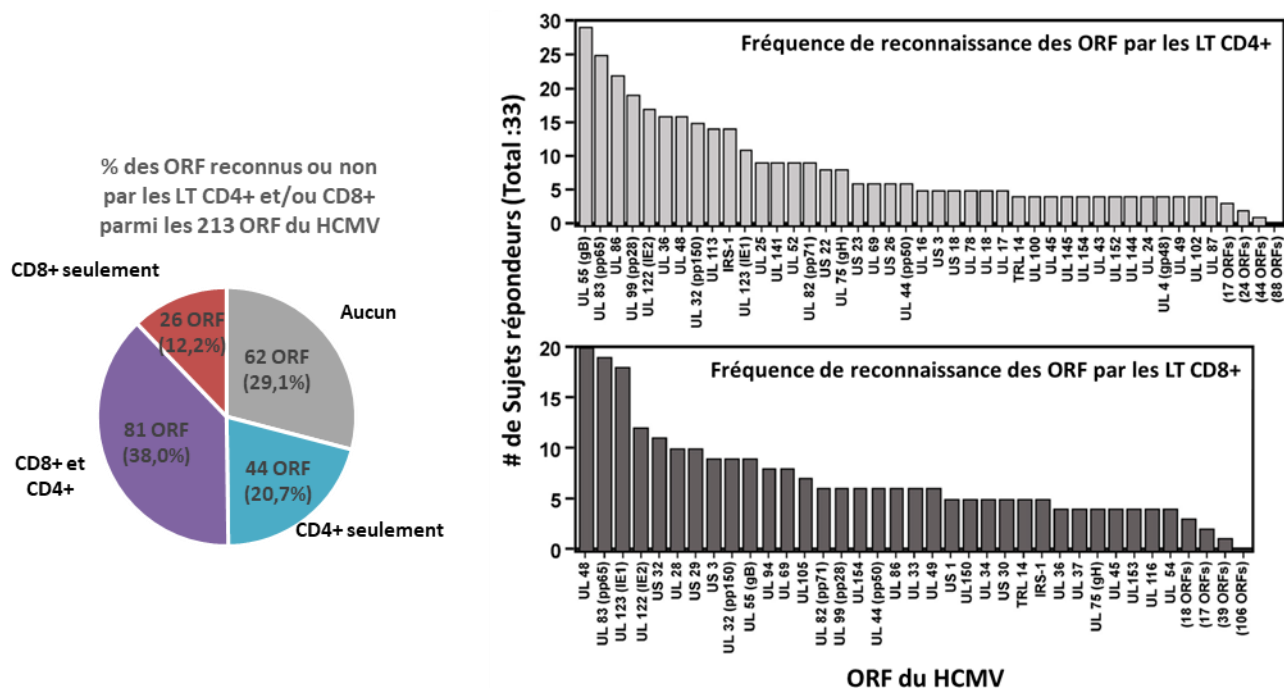 % des ORF reconnus ou non
par les LT CD4+ et/ou CD8+
parmi les 213 ORF du HCMV
CD8+ seulement
26 ORF
(12,2%)
Aucun
62 ORF
(29,1%)
81 ORF
(38,0%)
CD8+ et
CD4+
44 ORF
(20,7%)
CD4+ seulement
# de Sujets répondeurs (Total :33)
Fréquence de reconnaissance des ORF par les LT CD4+
30
25
20
15
10
5
0
UL 55 (gB)
UL 83 (pp65)
UL 86
UL 99 (pp28)
UL 122 (IE2)
UL 36
UL 48
UL 32 (pp150)
UL 113
IRS-1
UL 123 (IE1)
UL 25
UL 141
UL 52
UL 82 (pp71)
US 22
UL 75 (gH)
US 23
UL 69
US 26
UL 44 (pp50)
UL 16
US 3
US 18
UL 78
UL 18
UL 17
TRL 14
UL 100
UL 45
UL 145
UL 154
UL 43
UL 152
UL 144
UL 24
UL 4 (gp48)
UL 49
UL 102
UL 87
(17 ORFs)
(24 ORFs)
(44 ORFs)
(88 ORFs)
Fréquence de reconnaissance des ORF par les LT CD8+
20
15
10
5
0
UL 48
UL 83 (pp65)
UL 123 (IE1)
UL 122 (IE2)
US 32
UL 28
US 29
US 3
UL 32 (pp150)
UL 55 (gB)
UL 94
UL 69
UL105
UL 82 (pp71)
UL 99 (pp28)
UL154
UL 44 (pp50)
UL 86
UL 33
UL 49
US 1
UL150
UL 34
US 30
TRL 14
IRS-1
UL 36
UL 37
UL 75 (gH)
UL 45
UL153
UL 116
UL 54
(18 ORFs)
(17 ORFs)
(39 ORFs)
(106 ORFs)
ORF du HCMV